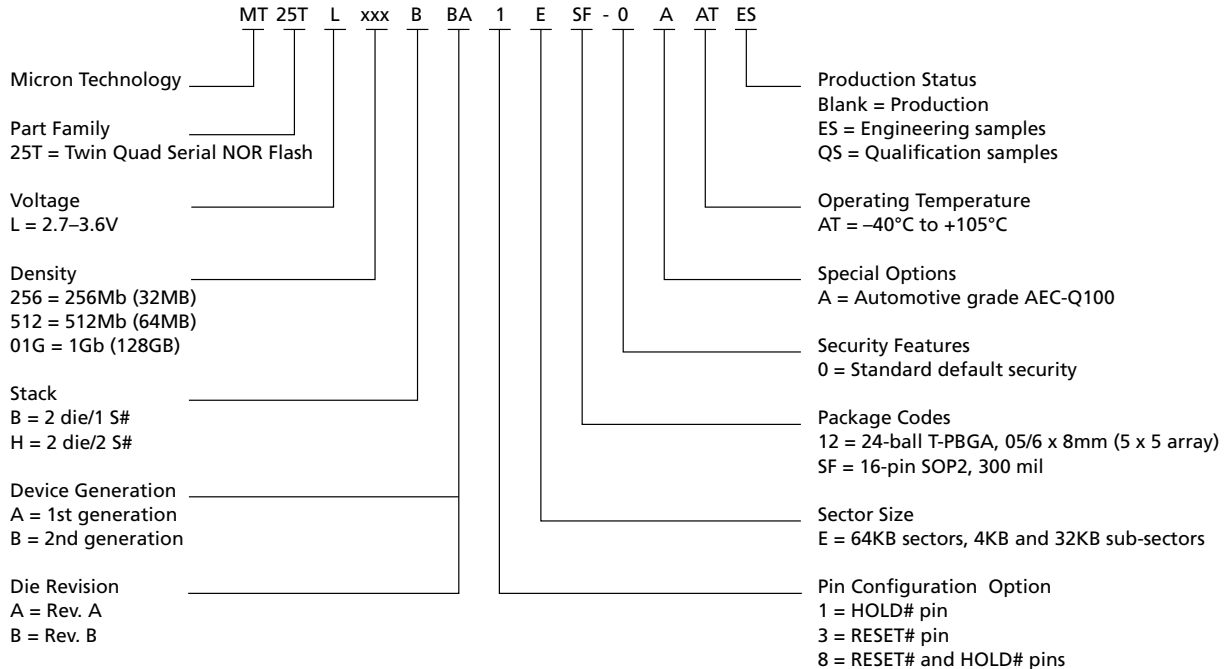 MT 25T L xxx B BA 1 E SF - 0 A AT ES
Micron Technology
Part Family
25T = Twin Quad Serial NOR Flash
Voltage
L = 2.7–3.6V
Density
256 = 256Mb (32MB)
512 = 512Mb (64MB)
01G = 1Gb (128GB)
Stack
B = 2 die/1 S#
H = 2 die/2 S#
Device Generation
A = 1st generation
B = 2nd generation
Die Revision
A = Rev. A
B = Rev. B
Production Status
Blank = Production
ES = Engineering samples
QS = Qualification samples
Operating Temperature
AT = –40°C to +105°C
Special Options
A = Automotive grade AEC-Q100
Security Features
0 = Standard default security
Package Codes
12 = 24-ball T-PBGA, 05/6 x 8mm (5 x 5 array)
SF = 16-pin SOP2, 300 mil
Sector Size
E = 64KB sectors, 4KB and 32KB sub-sectors
Pin Configuration Option
1 = HOLD# pin
3 = RESET# pin
8 = RESET# and HOLD# pins